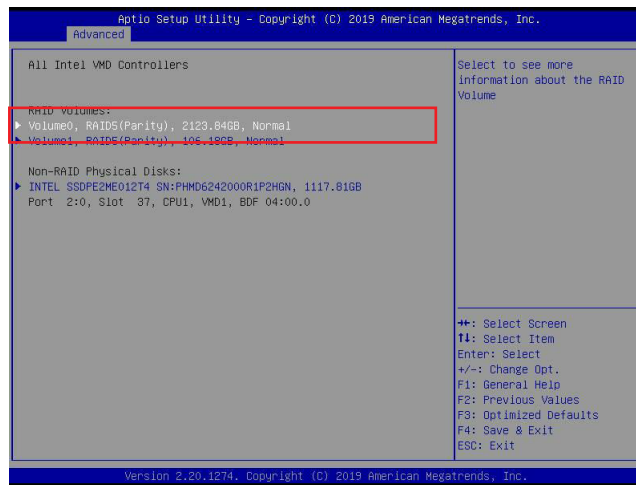 Aptio Setup Utility – Copyright (C) 2019 American Megatrends, Inc.
Advanced
All Intel VMD Controllers
RAID Volumes:
Volume0, RAID5(Parity), 2123.84GB, Normal
Volume1, RAID5(Parity), 106.18GB, Normal
Non-RAID Physical Disks:
INTEL SSDPE2ME012T4 SN:PHMD6242000R1P2HGN, 1117.81GB
Port 2:0, Slot 37, CPU1, VMD1, BDF 04:00.0
Select to see more
information about the RAID
Volume
→←: Select Screen
↑↓: Select Item
Enter: Select
+/-: Change Opt.
F1: General Help
F2: Previous Values
F3: Optimized Defaults
F4: Save & Exit
ESC: Exit
Version 2.20.1274. Copyright (C) 2019 American Megatrends, Inc.